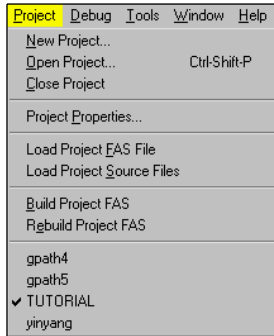 Project Debug Tools Window Help
New Project...
Open Project... Ctrl-Shift-P
Close Project
Project Properties...
Load Project FAS File
Load Project Source Files
Build Project FAS
Rebuild Project FAS
gpath4
gpath5
✔ TUTORIAL
yinyang